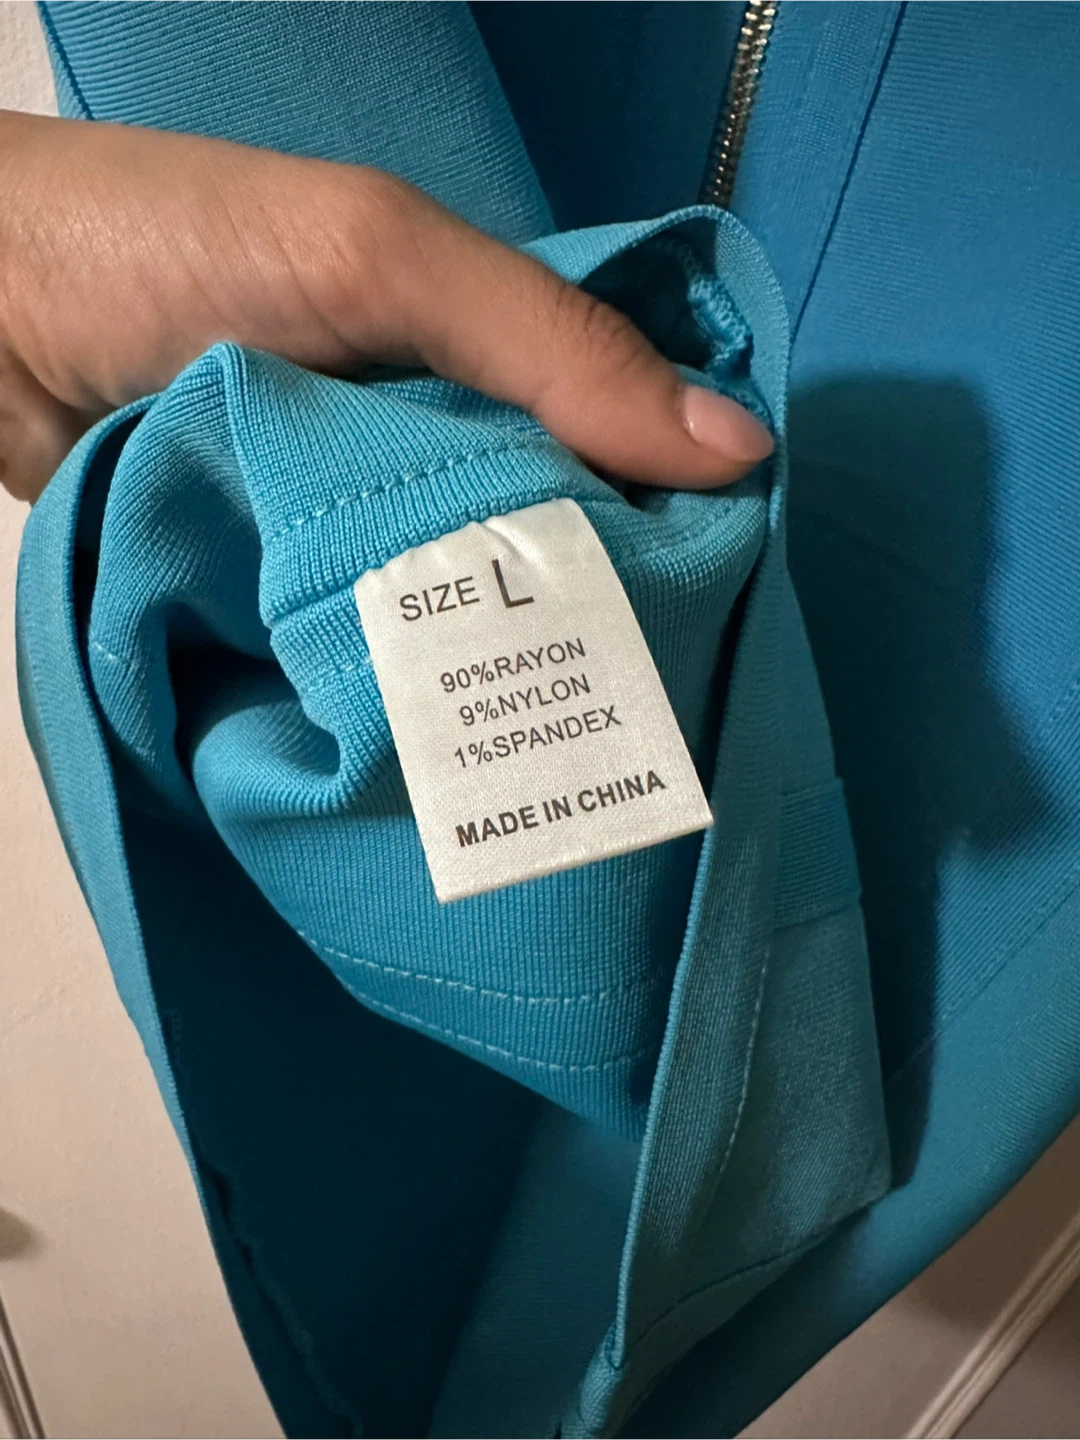 SIZE L
90%RAYON
9%NYLON
1%SPANDEX
MADE IN CHINA